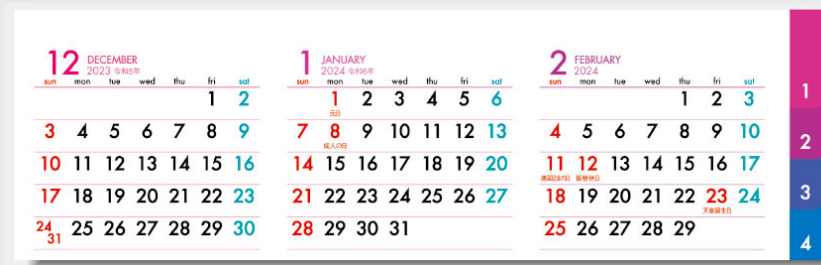 12 DECEMBER
2023 令和5年
sun mon tue wed thu fri sat
1 2
3 4 5 6 7 8 9
10 11 12 13 14 15 16
17 18 19 20 21 22 23
24 31 25 26 27 28 29 30
1 JANUARY
2024 令和6年
sun mon tue wed thu fri sat
1 2 3 4 5 6
元日
7 8 9 10 11 12 13
成人の日
14 15 16 17 18 19 20
21 22 23 24 25 26 27
28 29 30 31
2 FEBRUARY
2024
sun mon tue wed thu fri sat
1 2 3
4 5 6 7 8 9 10
11 12 13 14 15 16 17
建国記念の日 振替休日
18 19 20 21 22 23 24
天皇誕生日
25 26 27 28 29
1
2
3
4